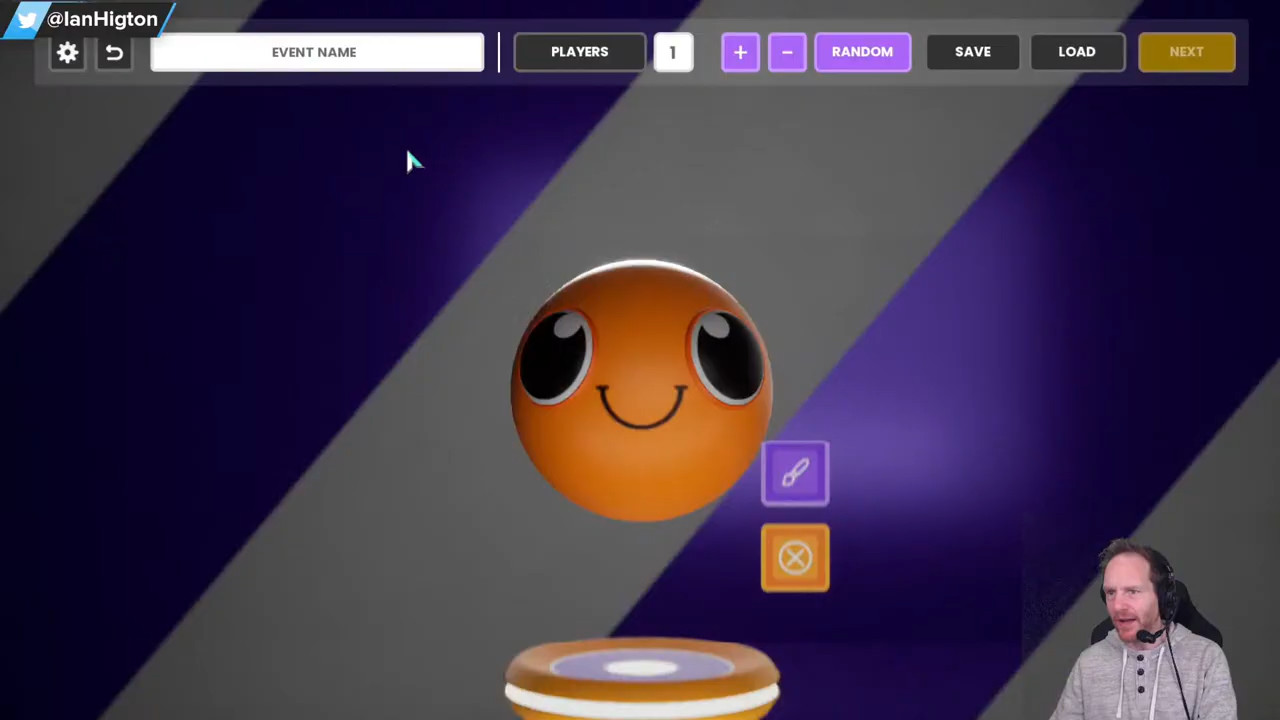 @IanHigton
EVENT NAME
PLAYERS
1
+
-
RANDOM
SAVE
LOAD
NEXT